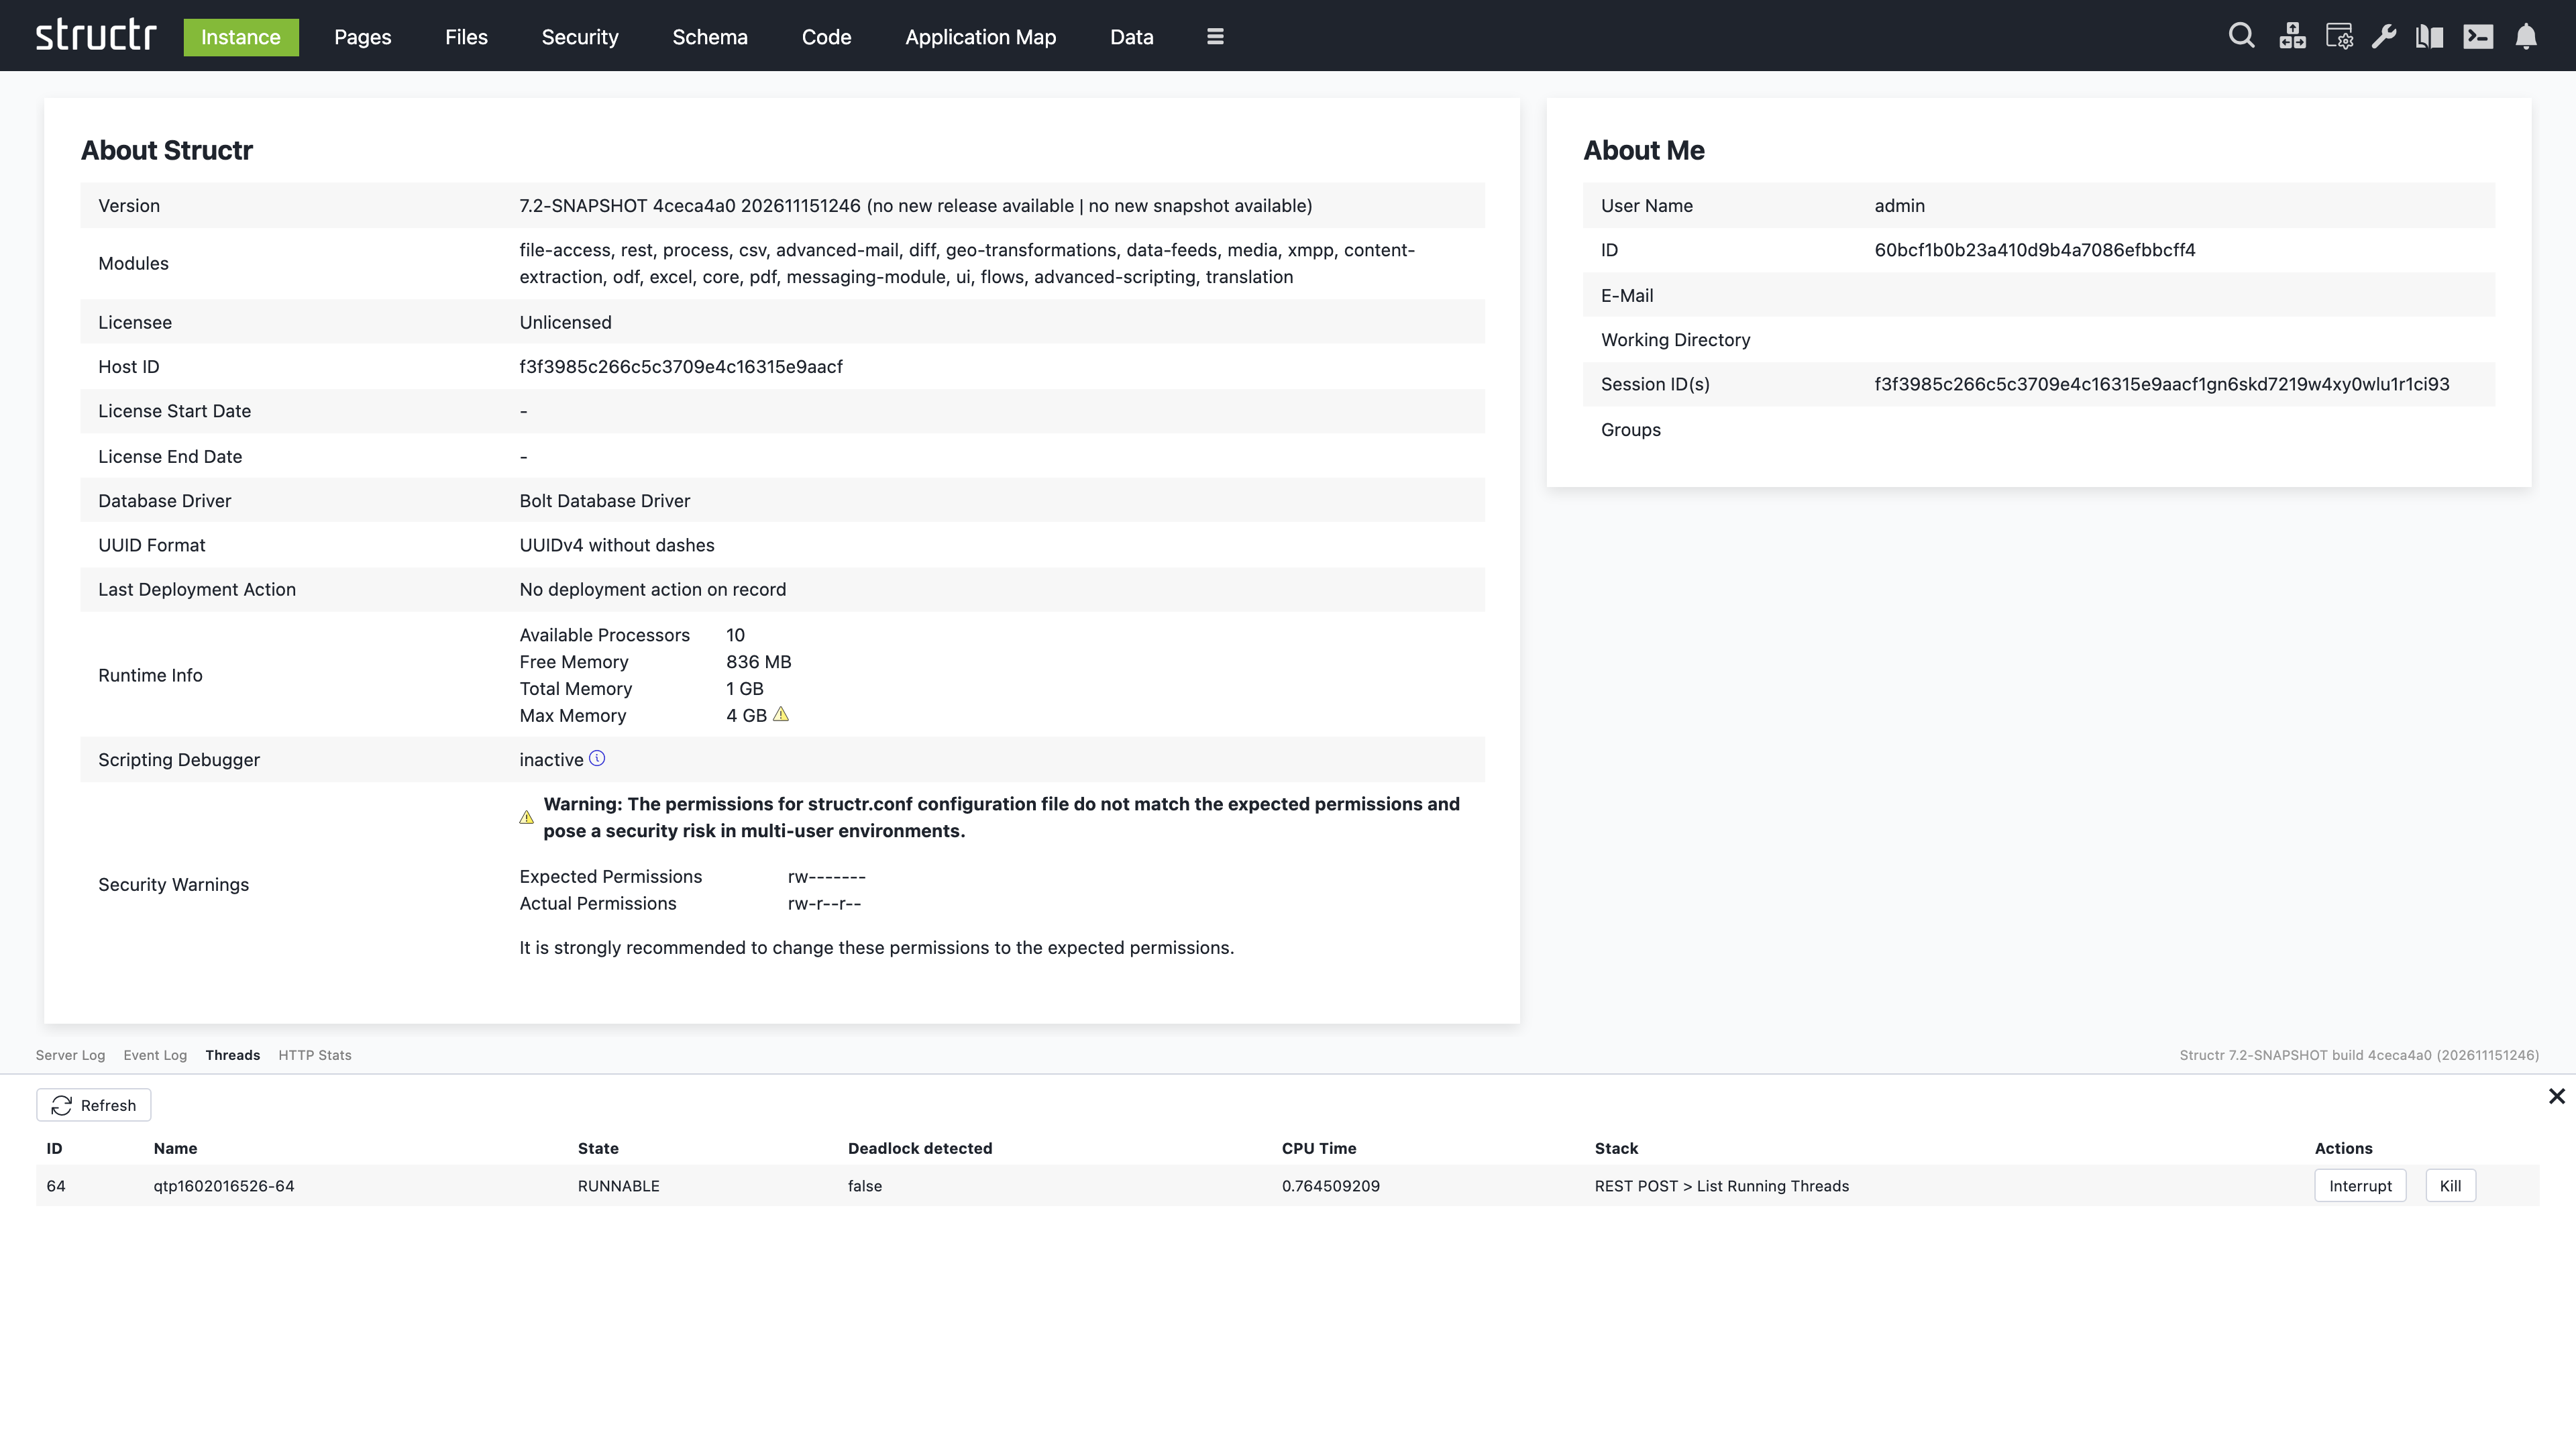 structr Instance Pages Files Security Schema Code Application Map Data
About Structr
Version 7.2-SNAPSHOT 4ceca4a0 202611151246 (no new release available | no new snapshot available)
Modules file-access, rest, process, csv, advanced-mail, diff, geo-transformations, data-feeds, media, xmpp, content-
extraction, odf, excel, core, pdf, messaging-module, ui, flows, advanced-scripting, translation
Licensee Unlicensed
Host ID f3f3985c266c5c3709e4c16315e9aacf
License Start Date -
License End Date -
Database Driver Bolt Database Driver
UUID Format UUIDv4 without dashes
Last Deployment Action No deployment action on record
Runtime Info
Available Processors 10
Free Memory 836 MB
Total Memory 1 GB
Max Memory 4 GB
Scripting Debugger inactive
Security Warnings
Warning: The permissions for structr.conf configuration file do not match the expected permissions and
pose a security risk in multi-user environments.
Expected Permissions rw-------
Actual Permissions rw-r--r--
It is strongly recommended to change these permissions to the expected permissions.
About Me
User Name admin
ID 60bcf1b0b23a410d9b4a7086efbbcff4
E-Mail
Working Directory
Session ID(s) f3f3985c266c5c3709e4c16315e9aacf1gn6skd7219w4xy0wlu1r1ci93
Groups
Server Log Event Log Threads HTTP Stats
Structr 7.2-SNAPSHOT build 4ceca4a0 (202611151246)
Refresh
ID Name State Deadlock detected CPU Time Stack Actions
64 qtp1602016526-64 RUNNABLE false 0.764509209 REST POST > List Running Threads Interrupt Kill